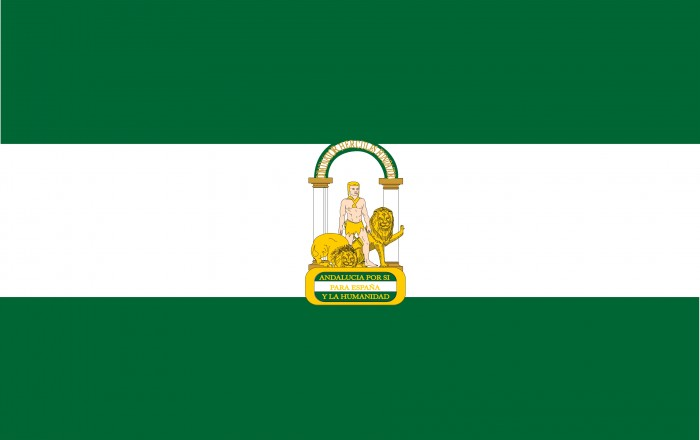 ANDALUCIA POR SI
PARA ESPAÑA
Y LA HUMANIDAD